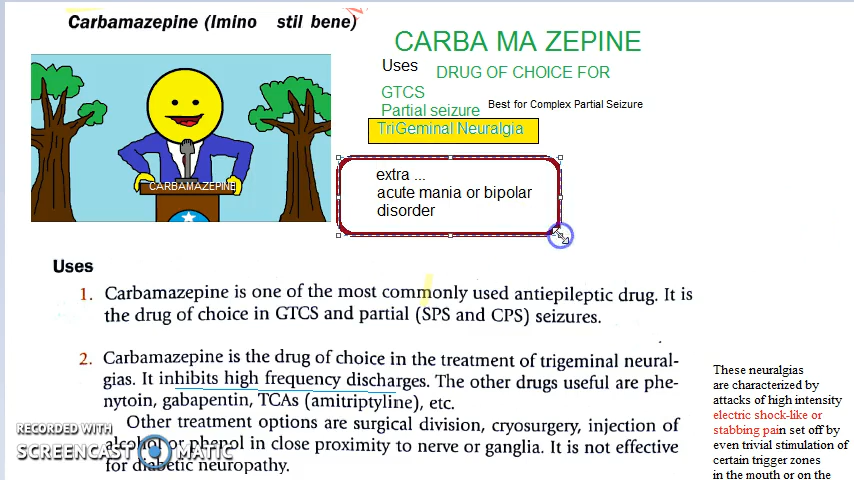 Carbamazepine (Imino stil bene)
CARBA MA ZEPINE
Uses
DRUG OF CHOICE FOR
GTCS
Partial seizure
Best for Complex Partial Seizure
TriGeminal Neuralgia
CARBAMAZEPINE
extra ...
acute mania or bipolar
disorder
Uses
1. Carbamazepine is one of the most commonly used antiepileptic drug. It is
the drug of choice in GTCS and partial (SPS and CPS) seizures.
2. Carbamazepine is the drug of choice in the treatment of trigeminal neural-
gias. It inhibits high frequency discharges. The other drugs useful are phe-
nytoin, gabapentin, TCAs (amitriptyline), etc.
Other treatment options are surgical division, cryosurgery, injection of
alcohol or phenol in close proximity to nerve or ganglia. It is not effective
for diabetic neuropathy.
These neuralgias
are characterized by
attacks of high intensity
electric shock-like or
stabbing pain set off by
even trivial stimulation of
certain trigger zones
in the mouth or on the
RECORDED WITH
SCREENCAST MATIC